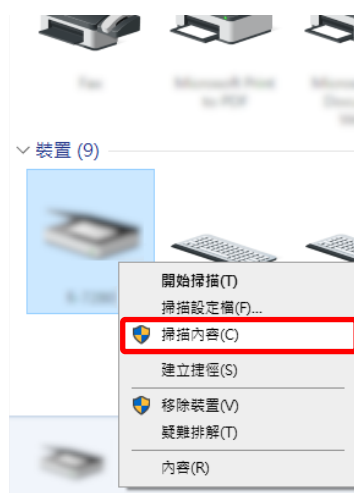 裝置 (9)
開始掃描(T)
掃描設定檔(F)...
掃描內容(C)
建立捷徑(S)
移除裝置(V)
疑難排解(T)
內容(R)